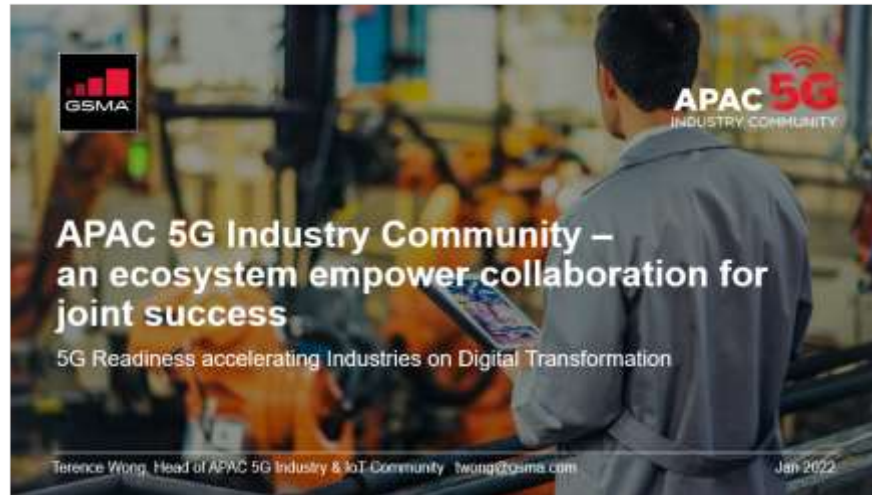 GSMA
APAC 5G
INDUSTRY COMMUNITY
APAC 5G Industry Community –
an ecosystem empower collaboration for
joint success
5G Readiness accelerating Industries on Digital Transformation
Terence Wong, Head of APAC 5G Industry & IoT Community twong@gsma.com Jan 2022